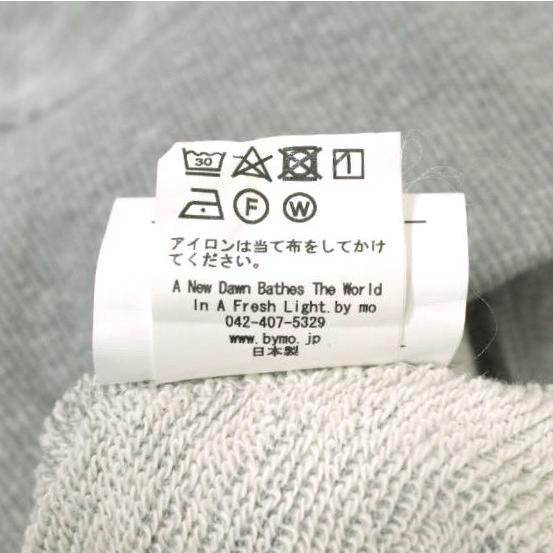 30
F W
アイロンは当て布をしてかけ
てください。
A New Dawn Bathes The World
In A Fresh Light.by mo
042-407-5329
www.bymo.jp
日本製